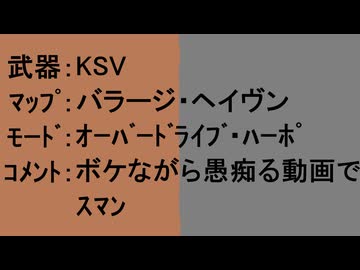 武器：KSV
ﾏｯﾌﾟ：バラージ・ヘイヴン
ﾓｰﾄﾞ：ｵｰﾊﾞｰﾄﾞﾗｲﾌﾞ・ﾊｰﾎﾟ
ｺﾒﾝﾄ：ボケながら愚痴る動画で
ｽﾏﾝ